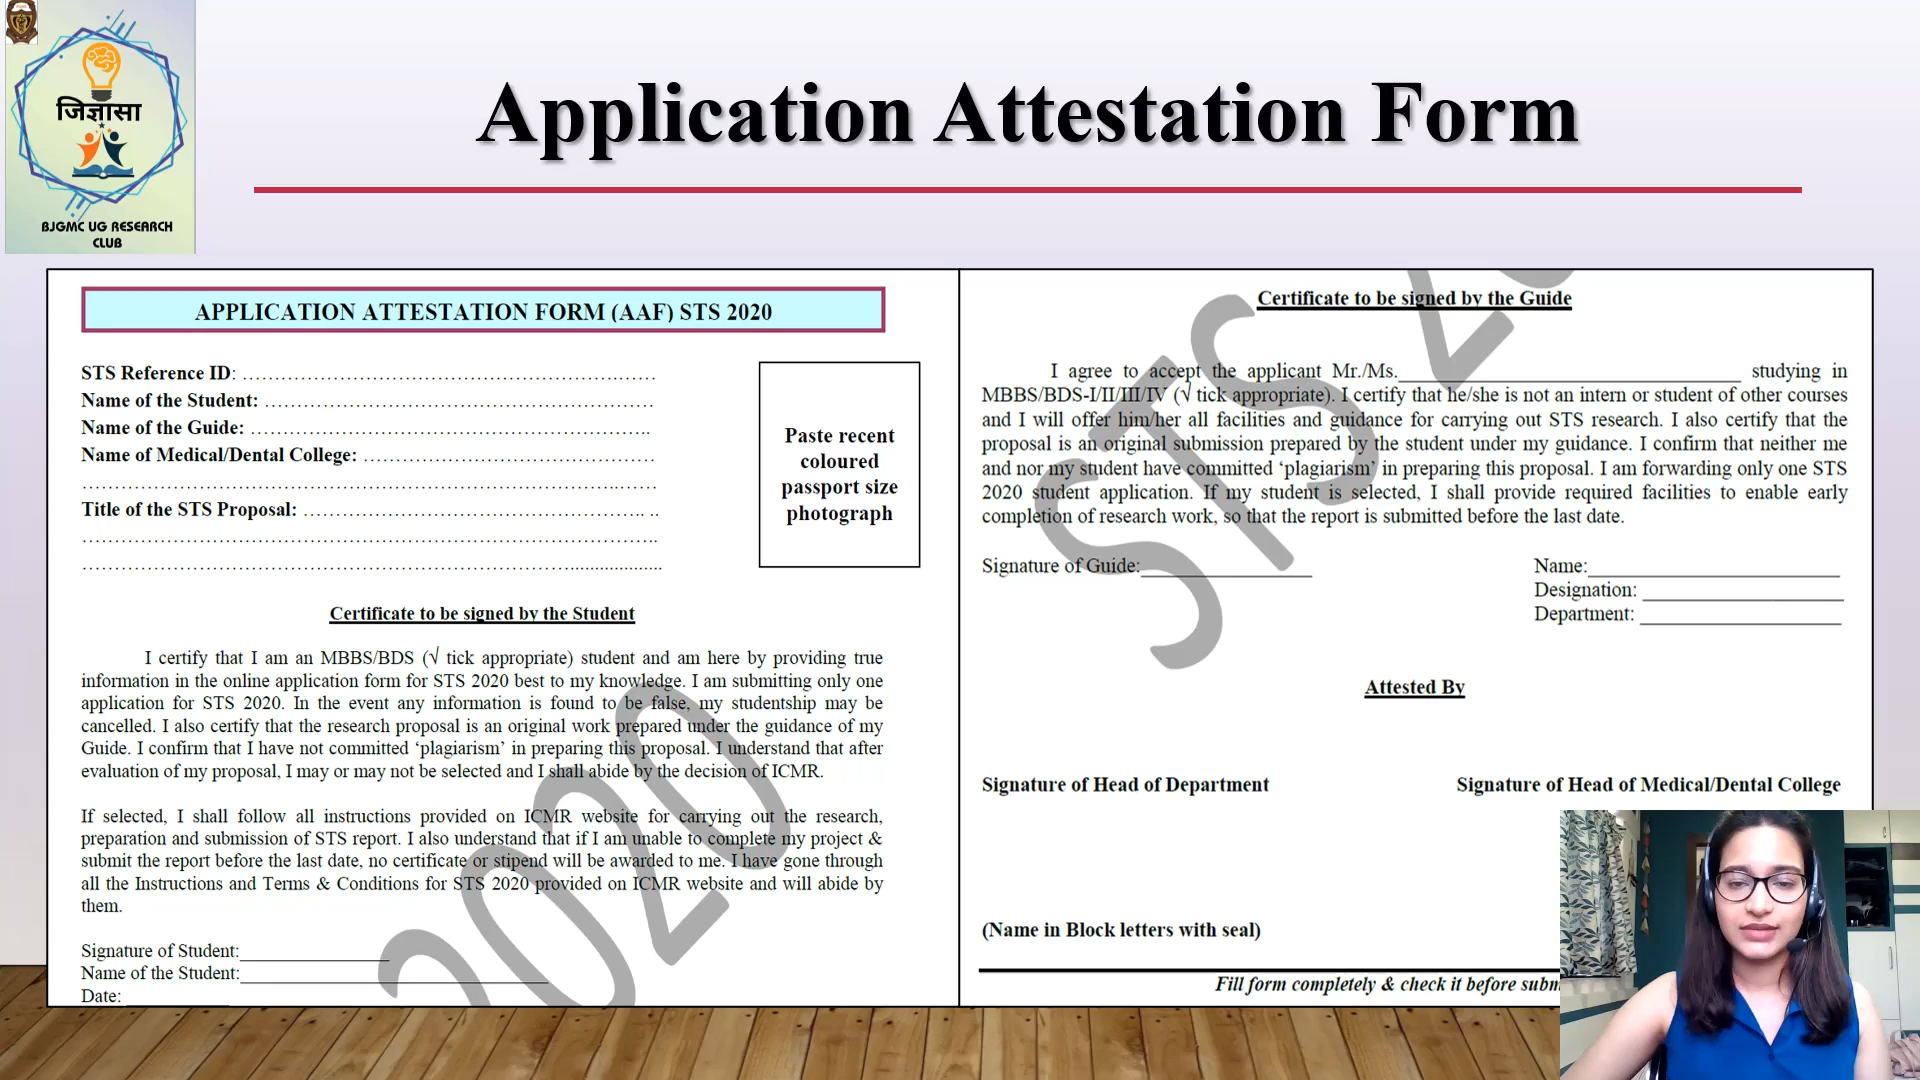 जिज्ञासा
BJGMC UG RESEARCH
CLUB
Application Attestation Form
APPLICATION ATTESTATION FORM (AAF) STS 2020
STS Reference ID: ……………………………………………………
Name of the Student: …………………………………………………
Name of the Guide: ……………………………………………………..
Name of Medical/Dental College: ………………………………………
……………………………………………………………………………
Title of the STS Proposal: …………………………………………….. ..
……………………………………………………………………………..
…………………………………………………………………...................
Paste recent
coloured
passport size
photograph
Certificate to be signed by the Student
I certify that I am an MBBS/BDS (√ tick appropriate) student and am here by providing true
information in the online application form for STS 2020 best to my knowledge. I am submitting only one
application for STS 2020. In the event any information is found to be false, my studentship may be
cancelled. I also certify that the research proposal is an original work prepared under the guidance of my
Guide. I confirm that I have not committed ‘plagiarism’ in preparing this proposal. I understand that after
evaluation of my proposal, I may or may not be selected and I shall abide by the decision of ICMR.
If selected, I shall follow all instructions provided on ICMR website for carrying out the research,
preparation and submission of STS report. I also understand that if I am unable to complete my project &
submit the report before the last date, no certificate or stipend will be awarded to me. I have gone through
all the Instructions and Terms & Conditions for STS 2020 provided on ICMR website and will abide by
them.
Signature of Student:_______________
Name of the Student:_______________________________
Date: ___________
2020
Certificate to be signed by the Guide
I agree to accept the applicant Mr./Ms.___________________________________ studying in
MBBS/BDS-I/II/III/IV (√ tick appropriate). I certify that he/she is not an intern or student of other courses
and I will offer him/her all facilities and guidance for carrying out STS research. I also certify that the
proposal is an original submission prepared by the student under my guidance. I confirm that neither me
and nor my student have committed ‘plagiarism’ in preparing this proposal. I am forwarding only one STS
2020 student application. If my student is selected, I shall provide required facilities to enable early
completion of research work, so that the report is submitted before the last date.
Signature of Guide:_________________ Name:__________________________
Designation: ____________________
Department: ____________________
Attested By
Signature of Head of Department Signature of Head of Medical/Dental College
(Name in Block letters with seal)
Fill form completely & check it before
STS 20